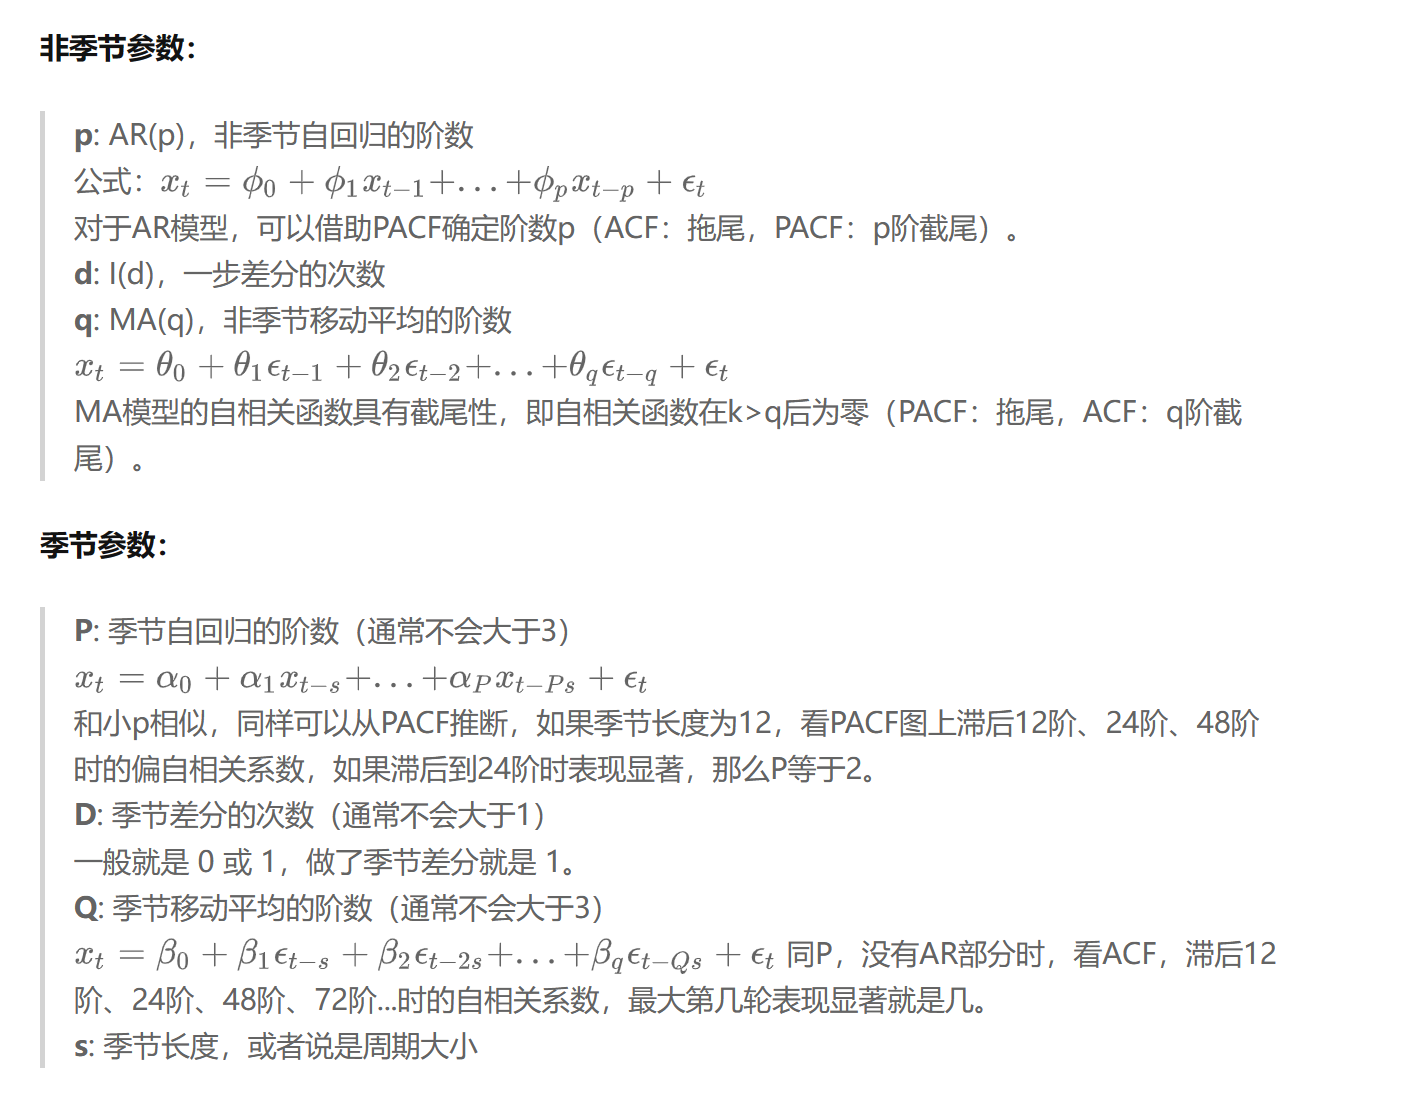 非季节参数：
p: AR(p)，非季节自回归的阶数
公式：$x_t = \phi_0 + \phi_1 x_{t-1} + \ldots + \phi_p x_{t-p} + \epsilon_t$
对于AR模型，可以借助PACF确定阶数p（ACF：拖尾，PACF：p阶截尾）。
d: I(d)，一步差分的次数
q: MA(q)，非季节移动平均的阶数
$x_t = \theta_0 + \theta_1 \epsilon_{t-1} + \theta_2 \epsilon_{t-2} + \ldots + \theta_q \epsilon_{t-q} + \epsilon_t$
MA模型的自相关函数具有截尾性，即自相关函数在k>q后为零（PACF：拖尾，ACF：q阶截
尾）。
季节参数：
P: 季节自回归的阶数（通常不会大于3）
$x_t = \alpha_0 + \alpha_1 x_{t-s} + \ldots + \alpha_P x_{t-Ps} + \epsilon_t$
和小p相似，同样可以从PACF推断，如果季节长度为12，看PACF图上滞后12阶、24阶、48阶
时的偏自相关系数，如果滞后到24阶时表现显著，那么P等于2。
D: 季节差分的次数（通常不会大于1）
一般就是 0 或 1，做了季节差分就是 1。
Q: 季节移动平均的阶数（通常不会大于3）
$x_t = \beta_0 + \beta_1 \epsilon_{t-s} + \beta_2 \epsilon_{t-2s} + \ldots + \beta_q \epsilon_{t-Qs} + \epsilon_t$ 同P，没有AR部分时，看ACF，滞后12
阶、24阶、48阶、72阶...时的自相关系数，最大第几轮表现显著就是几。
s: 季节长度，或者说是周期大小